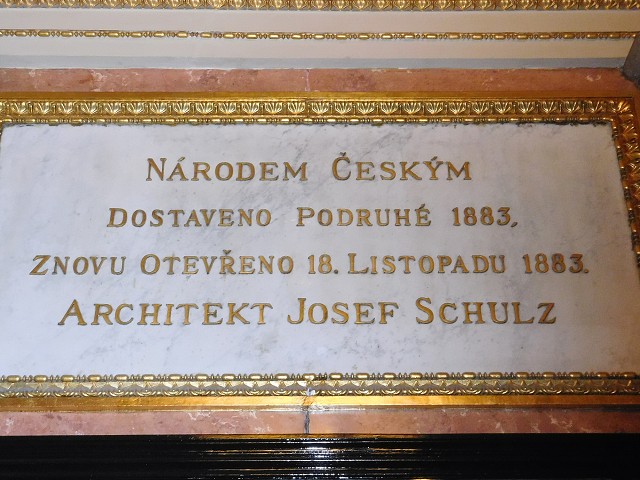 Národem Českým
Dostaveno Podruhé 1883,
Znovu Otevřeno 18. Listopadu 1883.
Architekt Josef Schulz